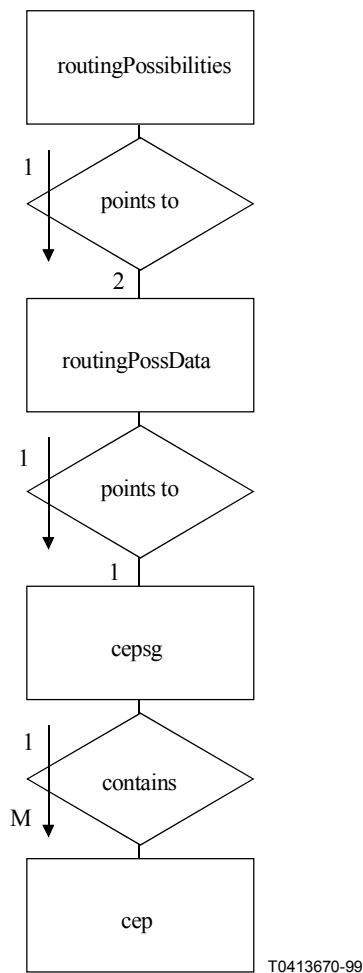 routingPossibilities
1
points to
2
routingPossData
1
points to
1
cepsg
1
contains
M
cep
T0413670-99